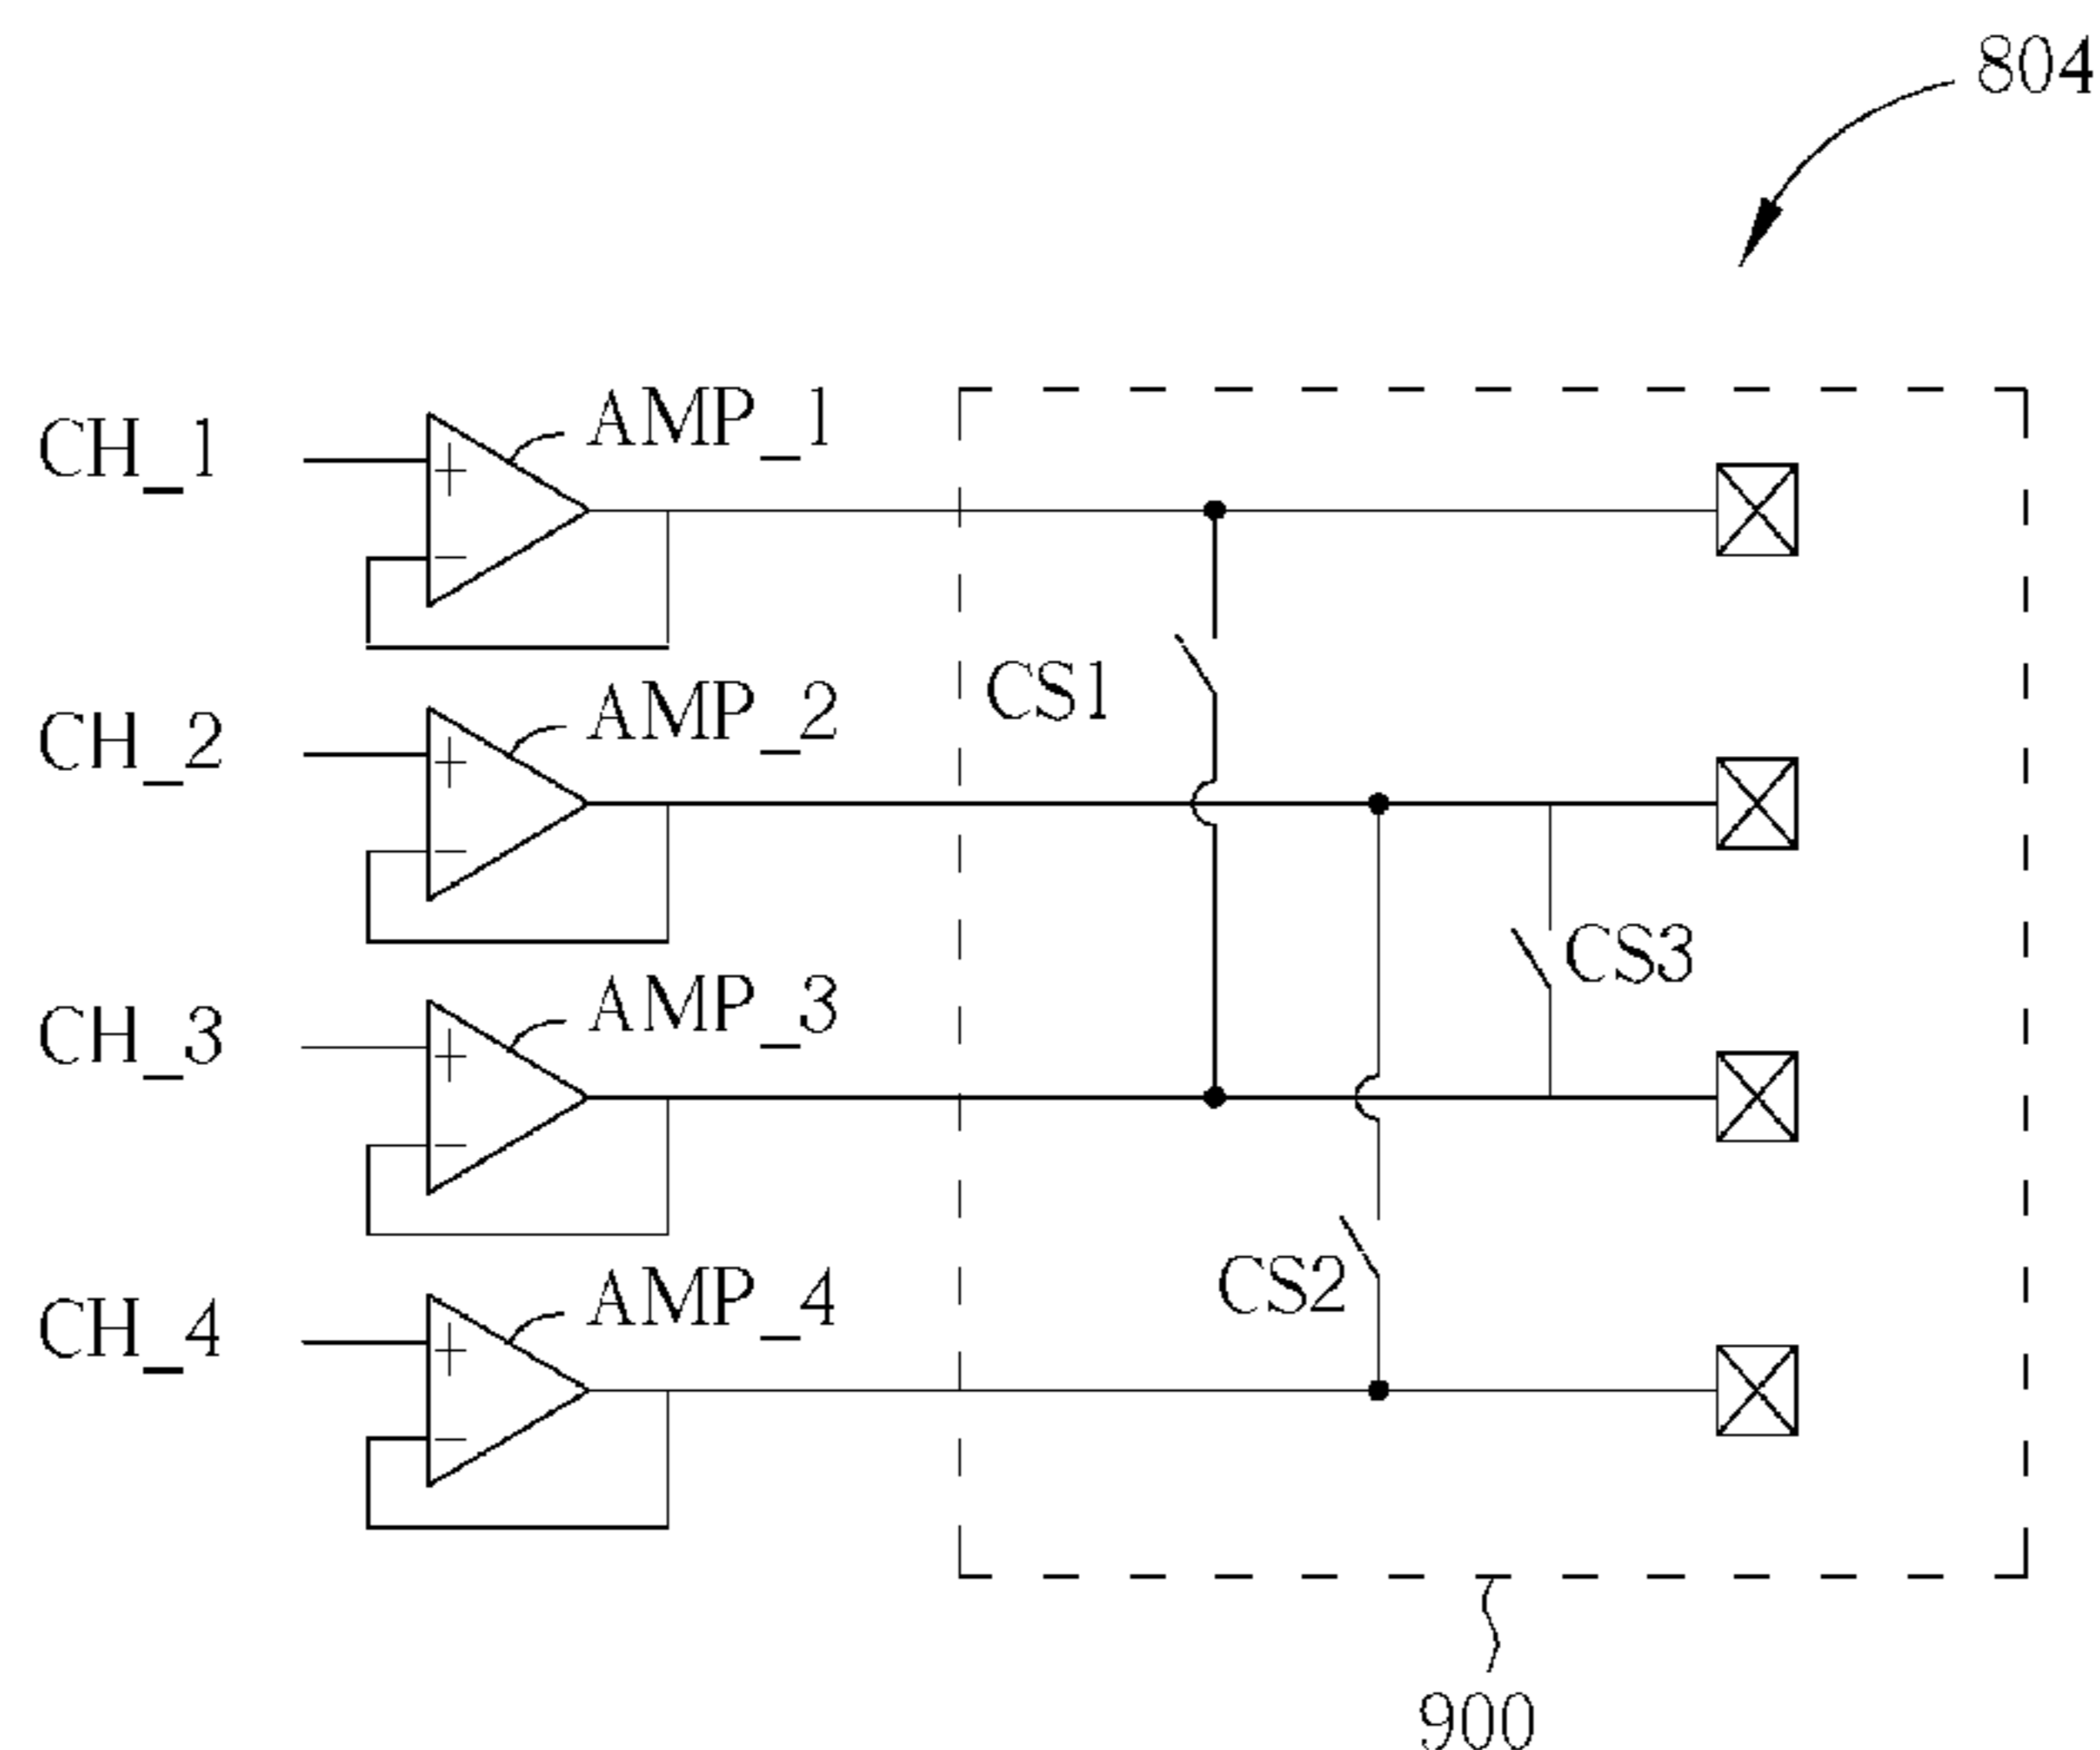 804
CH_1
AMP_1
CS1
CH_2
AMP_2
CS3
CH_3
AMP_3
CS2
CH_4
AMP_4
900